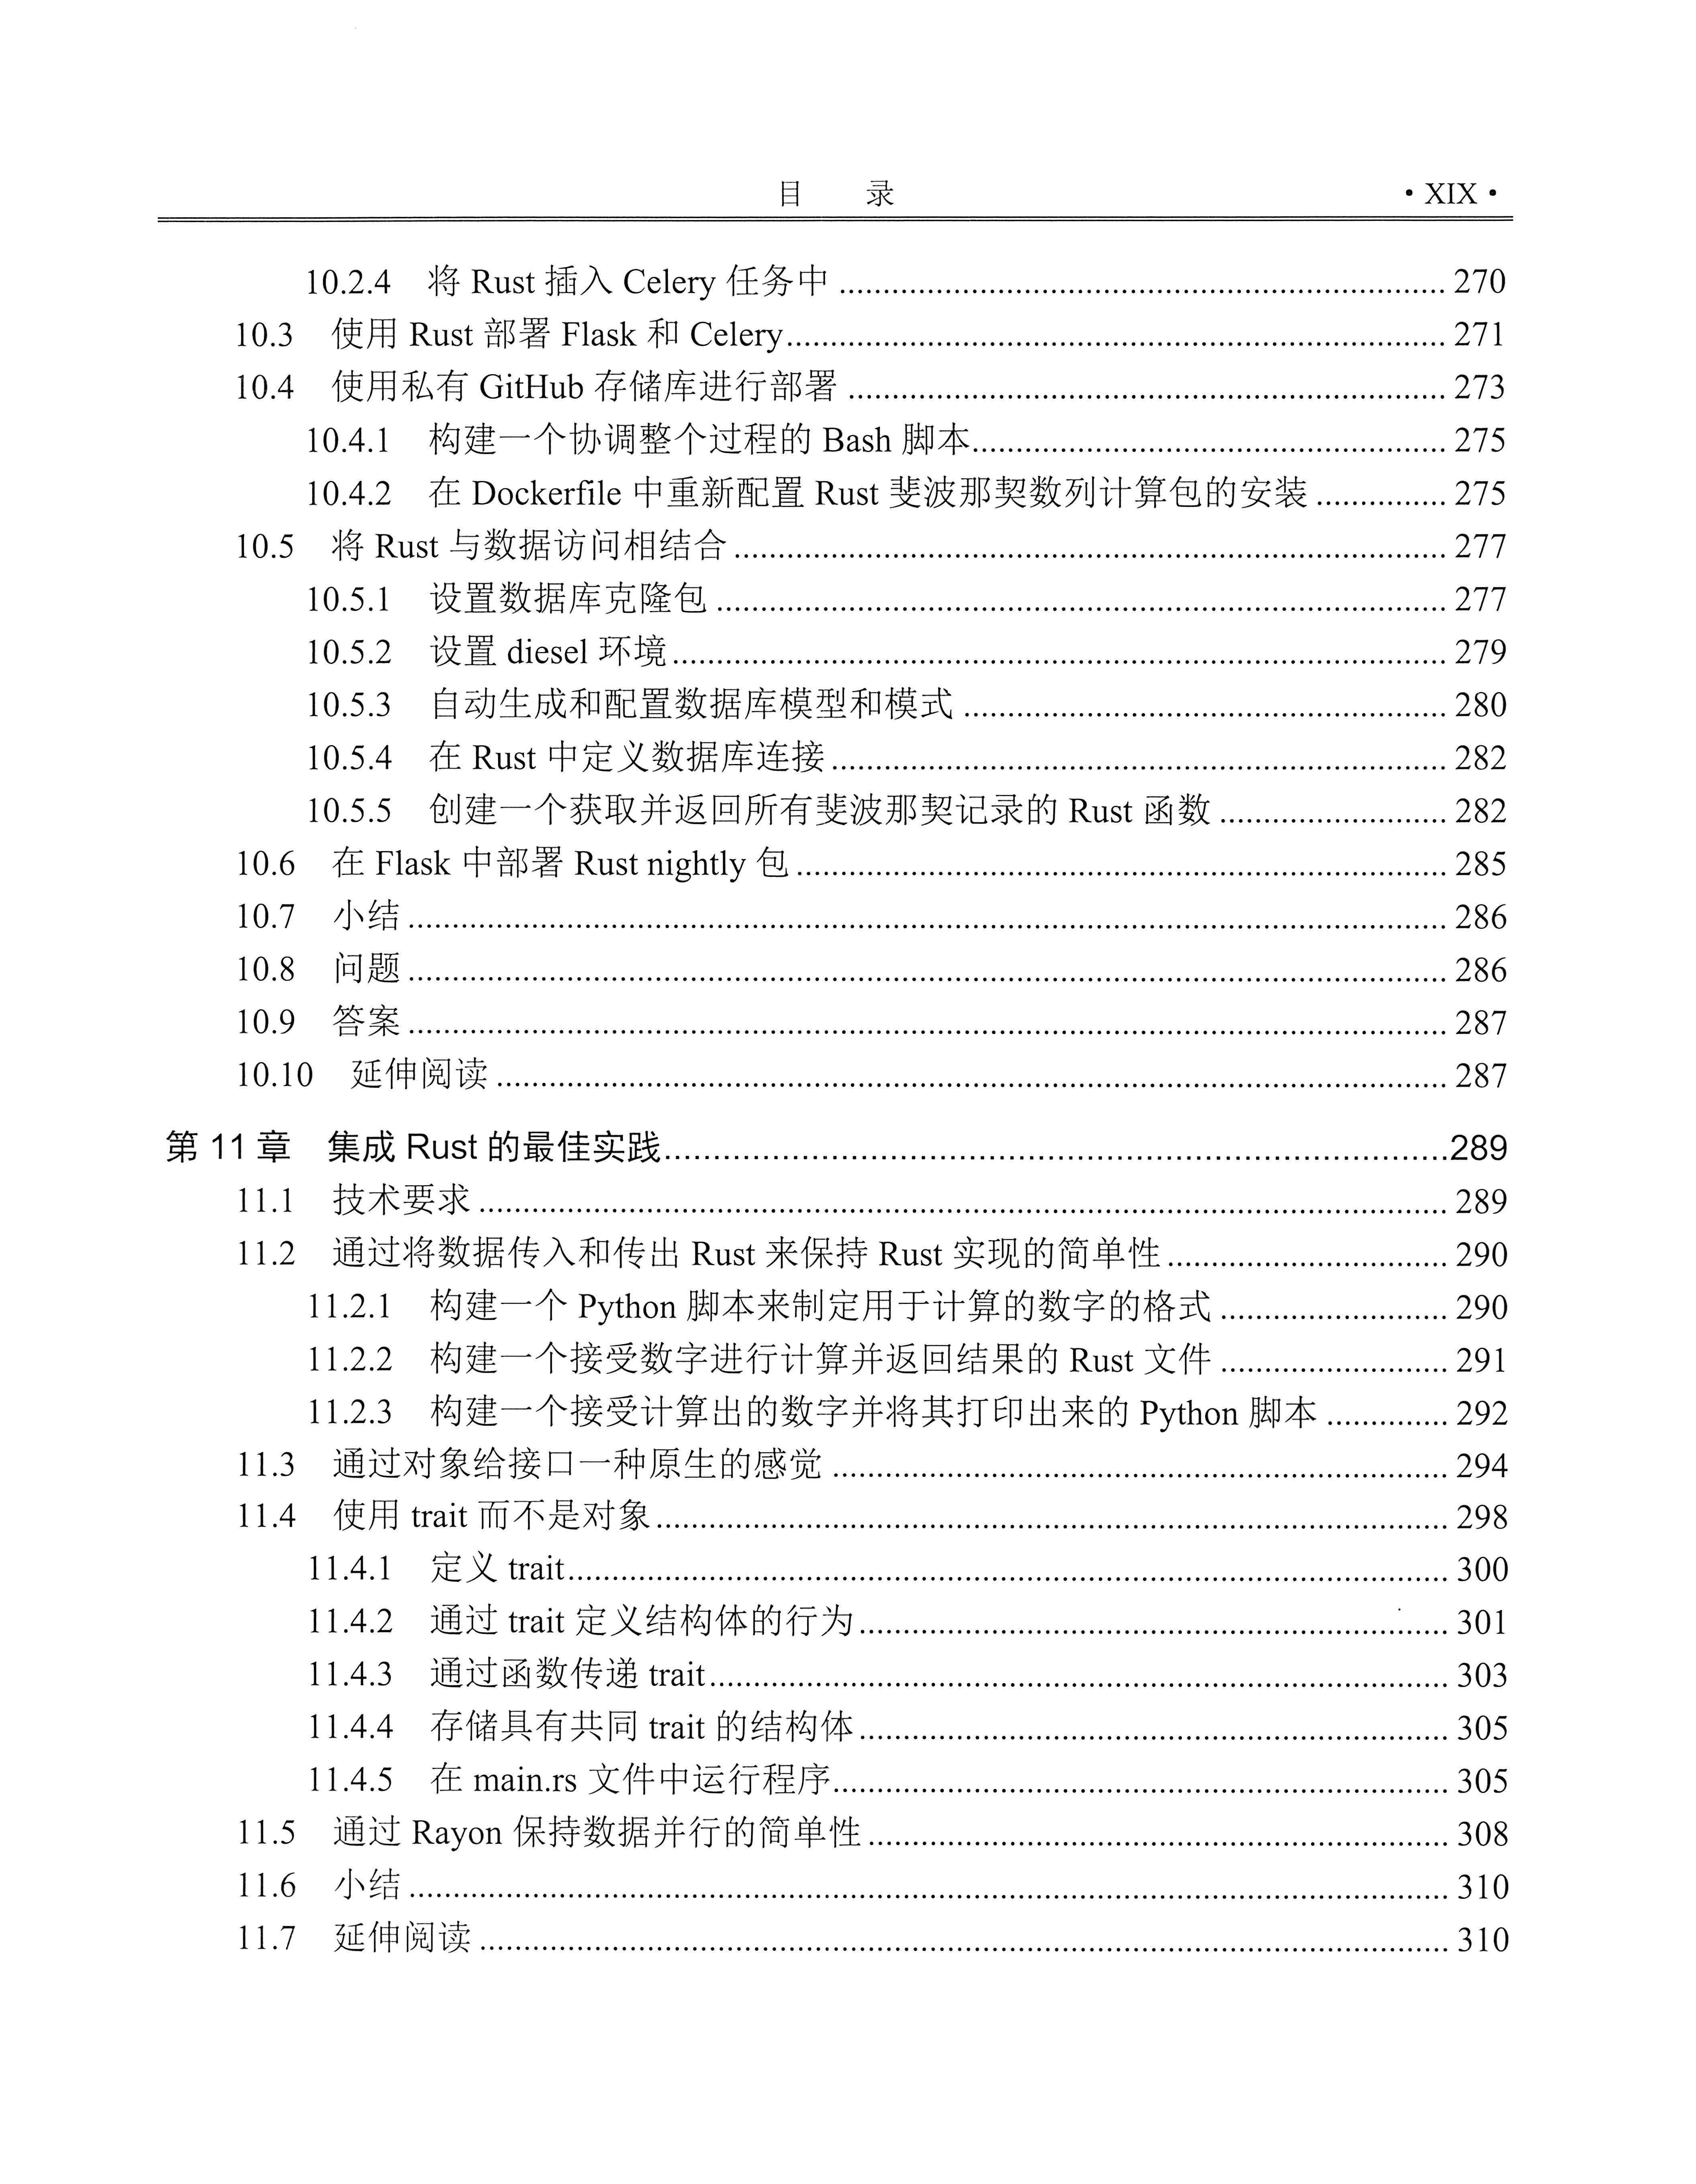 目 录 ·XIX·
10.2.4 将 Rust 插入 Celery 任务中 ........ 270
10.3 使用 Rust 部署 Flask 和 Celery ........ 271
10.4 使用私有 GitHub 存储库进行部署 ........ 273
10.4.1 构建一个协调整个过程的 Bash 脚本 ........ 275
10.4.2 在 Dockerfile 中重新配置 Rust 斐波那契数列计算包的安装 ........ 275
10.5 将 Rust 与数据访问相结合 ........ 277
10.5.1 设置数据库克隆包 ........ 277
10.5.2 设置 diesel 环境 ........ 279
10.5.3 自动生成和配置数据库模型和模式 ........ 280
10.5.4 在 Rust 中定义数据库连接 ........ 282
10.5.5 创建一个获取并返回所有斐波那契记录的 Rust 函数 ........ 282
10.6 在 Flask 中部署 Rust nightly 包 ........ 285
10.7 小结 ........ 286
10.8 问题 ........ 286
10.9 答案 ........ 287
10.10 延伸阅读 ........ 287
第 11 章 集成 Rust 的最佳实践 ........ 289
11.1 技术要求 ........ 289
11.2 通过将数据传入和传出 Rust 来保持 Rust 实现的简单性 ........ 290
11.2.1 构建一个 Python 脚本来制定用于计算的数字的格式 ........ 290
11.2.2 构建一个接受数字进行计算并返回结果的 Rust 文件 ........ 291
11.2.3 构建一个接受计算出的数字并将其打印出来的 Python 脚本 ........ 292
11.3 通过对象给接口一种原生的感觉 ........ 294
11.4 使用 trait 而不是对象 ........ 298
11.4.1 定义 trait ........ 300
11.4.2 通过 trait 定义结构体的行为 ........ 301
11.4.3 通过函数传递 trait ........ 303
11.4.4 存储具有共同 trait 的结构体 ........ 305
11.4.5 在 main.rs 文件中运行程序 ........ 305
11.5 通过 Rayon 保持数据并行的简单性 ........ 308
11.6 小结 ........ 310
11.7 延伸阅读 ........ 310